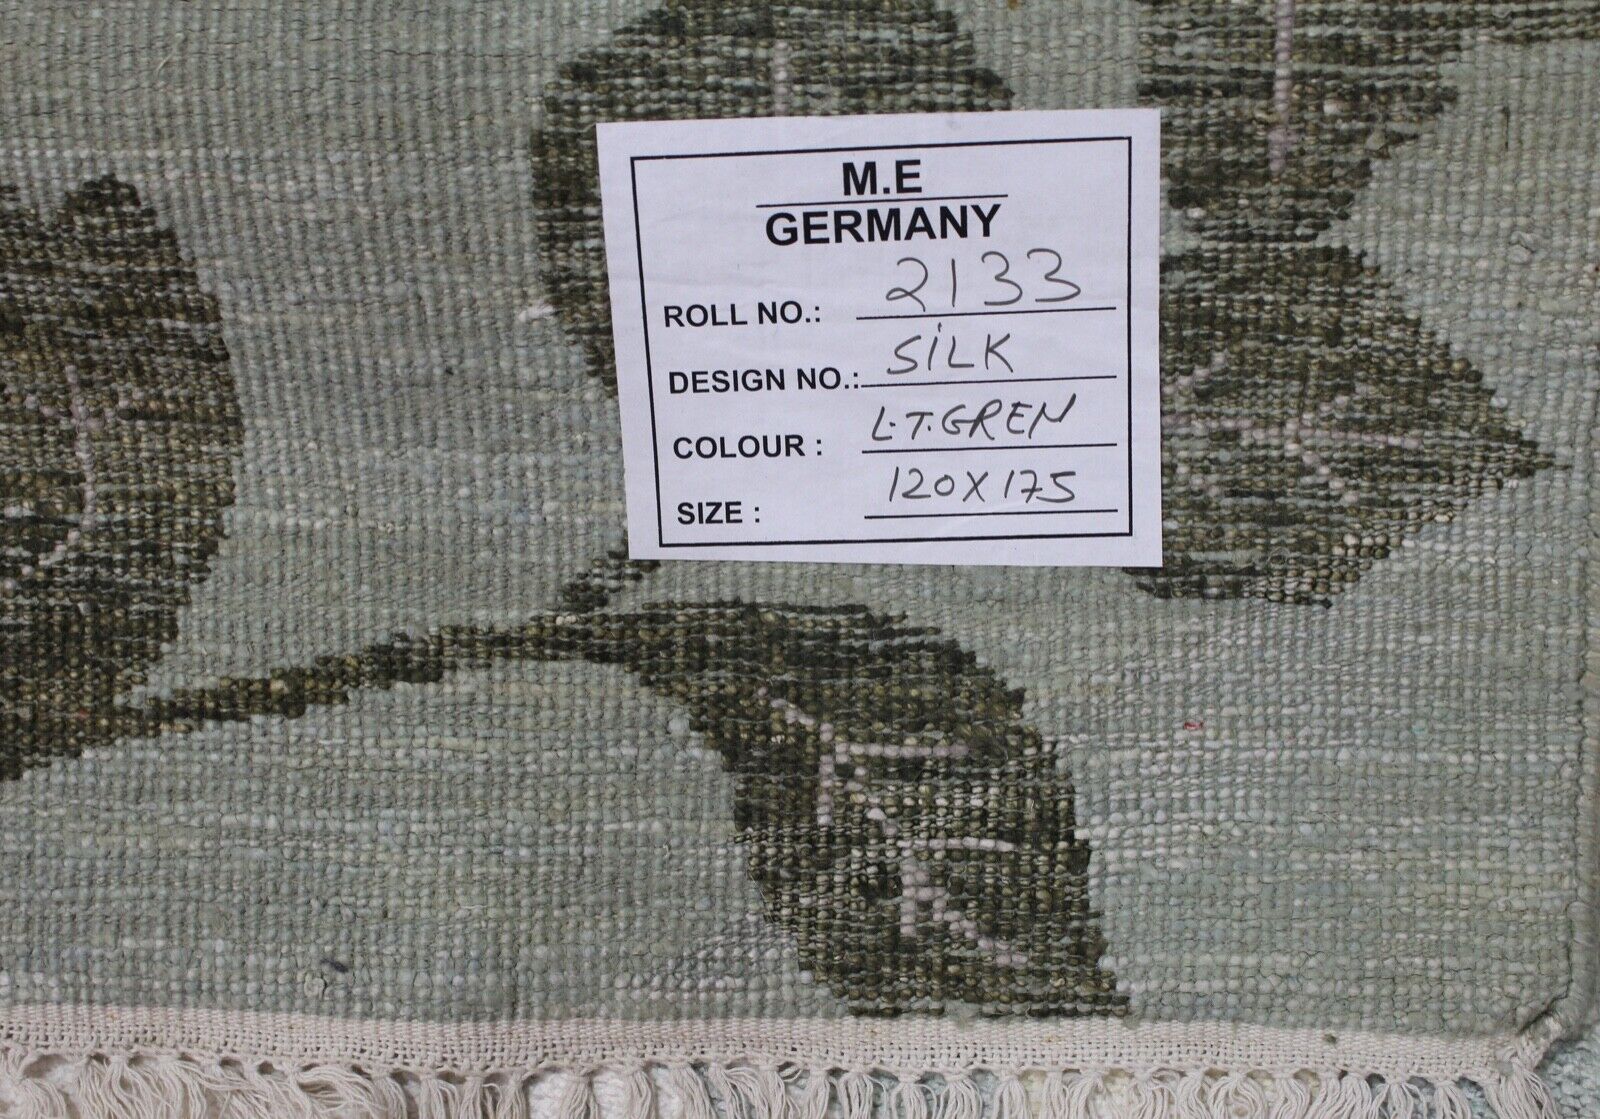 M.E
GERMANY
ROLL NO.: 2133
DESIGN NO.: SILK
COLOUR : L.T.GREN
SIZE : 120X175